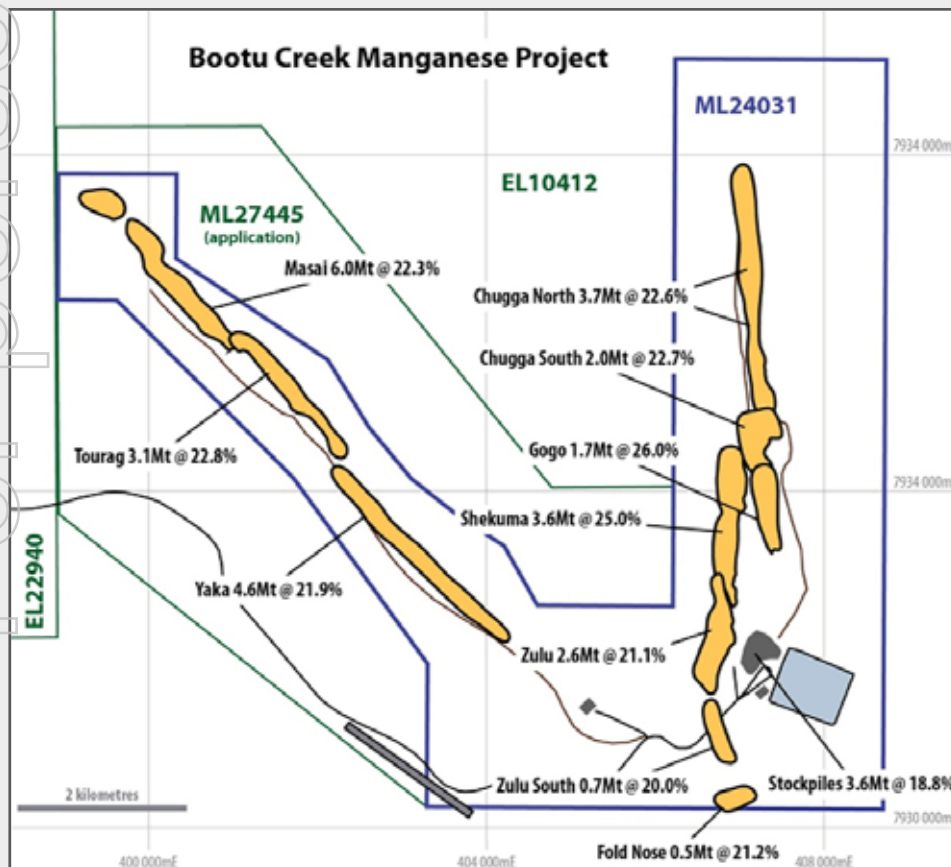 Bootu Creek Manganese Project
ML24031
7934 000m
EL10412
ML27445
(application)
Masai 6.0Mt @ 22.3%
Chugga North 3.7Mt @ 22.6%
Chugga South 2.0Mt @ 22.7%
Gogo 1.7Mt @ 26.0%
Tourag 3.1Mt @ 22.8%
7934 000m
Shekuma 3.6Mt @ 25.0%
EL22940
Yaka 4.6Mt @ 21.9%
Zulu 2.6Mt @ 21.1%
2 kilometres
Zulu South 0.7Mt @ 20.0%
Stockpiles 3.6Mt @ 18.8%
7930 000m
Fold Nose 0.5Mt @ 21.2%
400 000mE
404 000mE
408 000mE